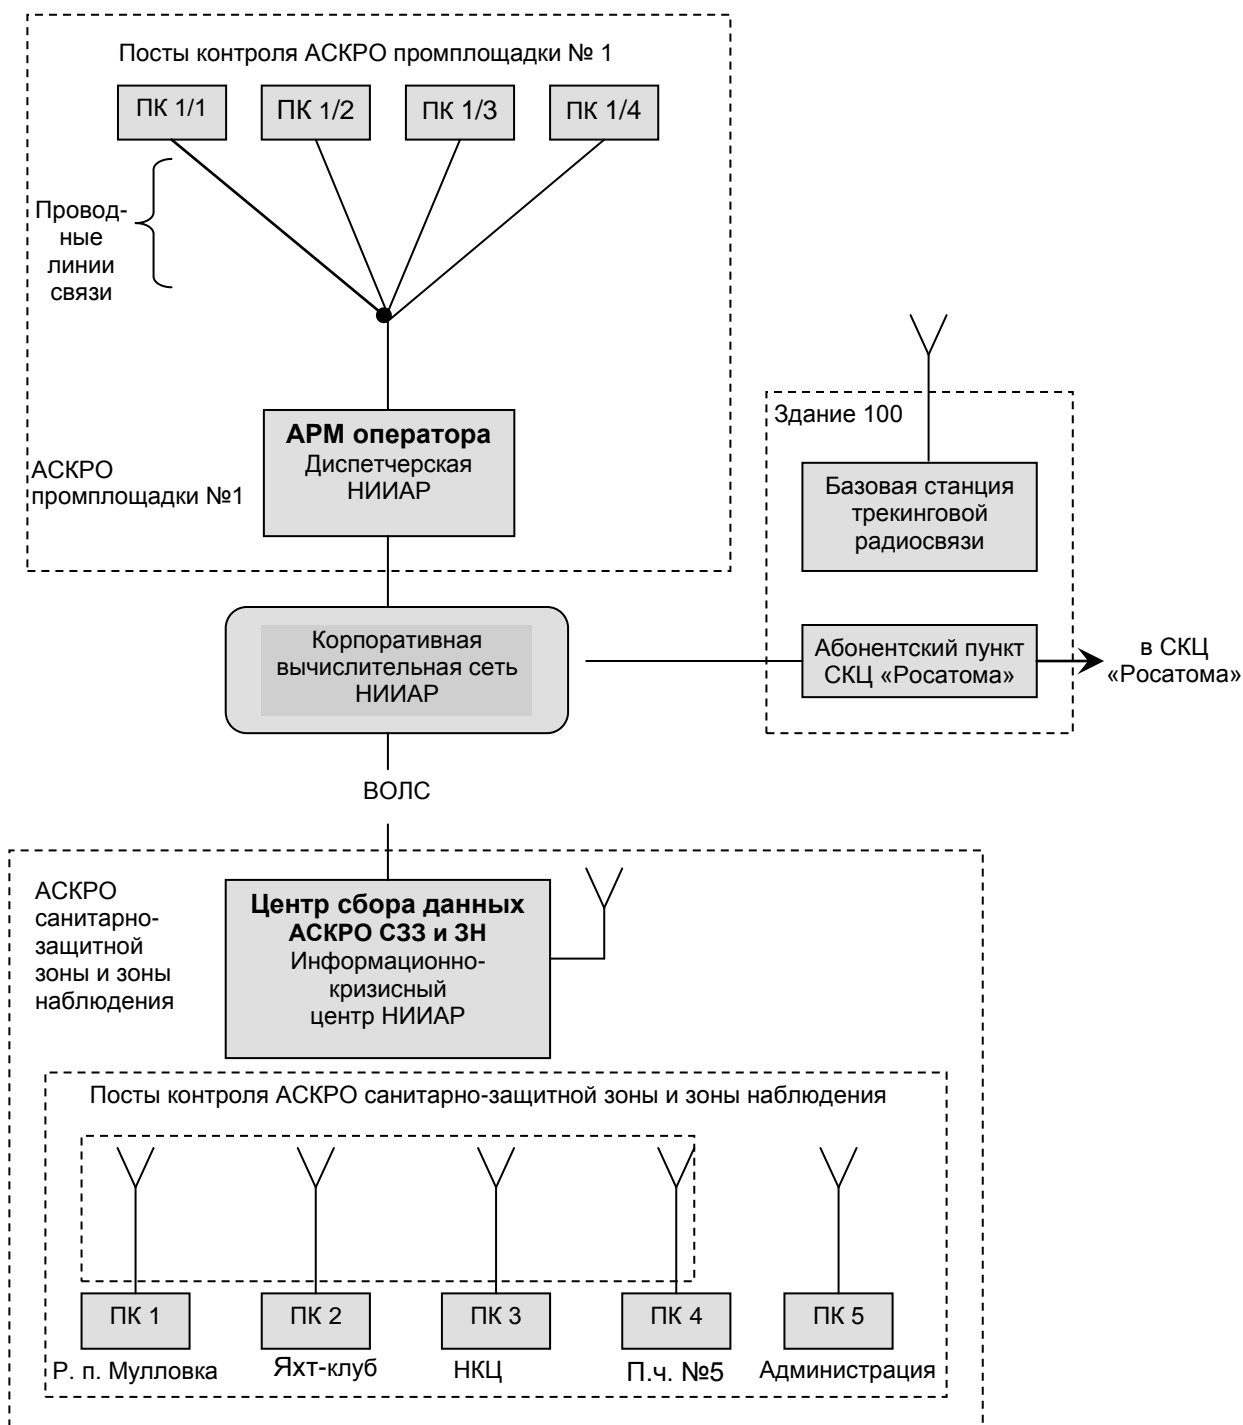 Посты контроля АСКРО промплощадки № 1
ПК 1/1
ПК 1/2
ПК 1/3
ПК 1/4
Провод-
ные
линии
связи
АРМ оператора
Диспетчерская
НИИАР
АСКРО
промплощадки №1
Здание 100
Базовая станция
трекинговой
радиосвязи
Корпоративная
вычислительная сеть
НИИАР
Абонентский пункт
СКЦ «Росатома»
в СКЦ
«Росатома»
ВОЛС
АСКРО
санитарно-
защитной
зоны и зоны
наблюдения
Центр сбора данных
АСКРО СЗЗ и ЗН
Информационно-
кризисный
центр НИИАР
Посты контроля АСКРО санитарно-защитной зоны и зоны наблюдения
ПК 1
ПК 2
ПК 3
ПК 4
ПК 5
Р. п. Мулловка
Яхт-клуб
НКЦ
П.ч. №5
Администрация